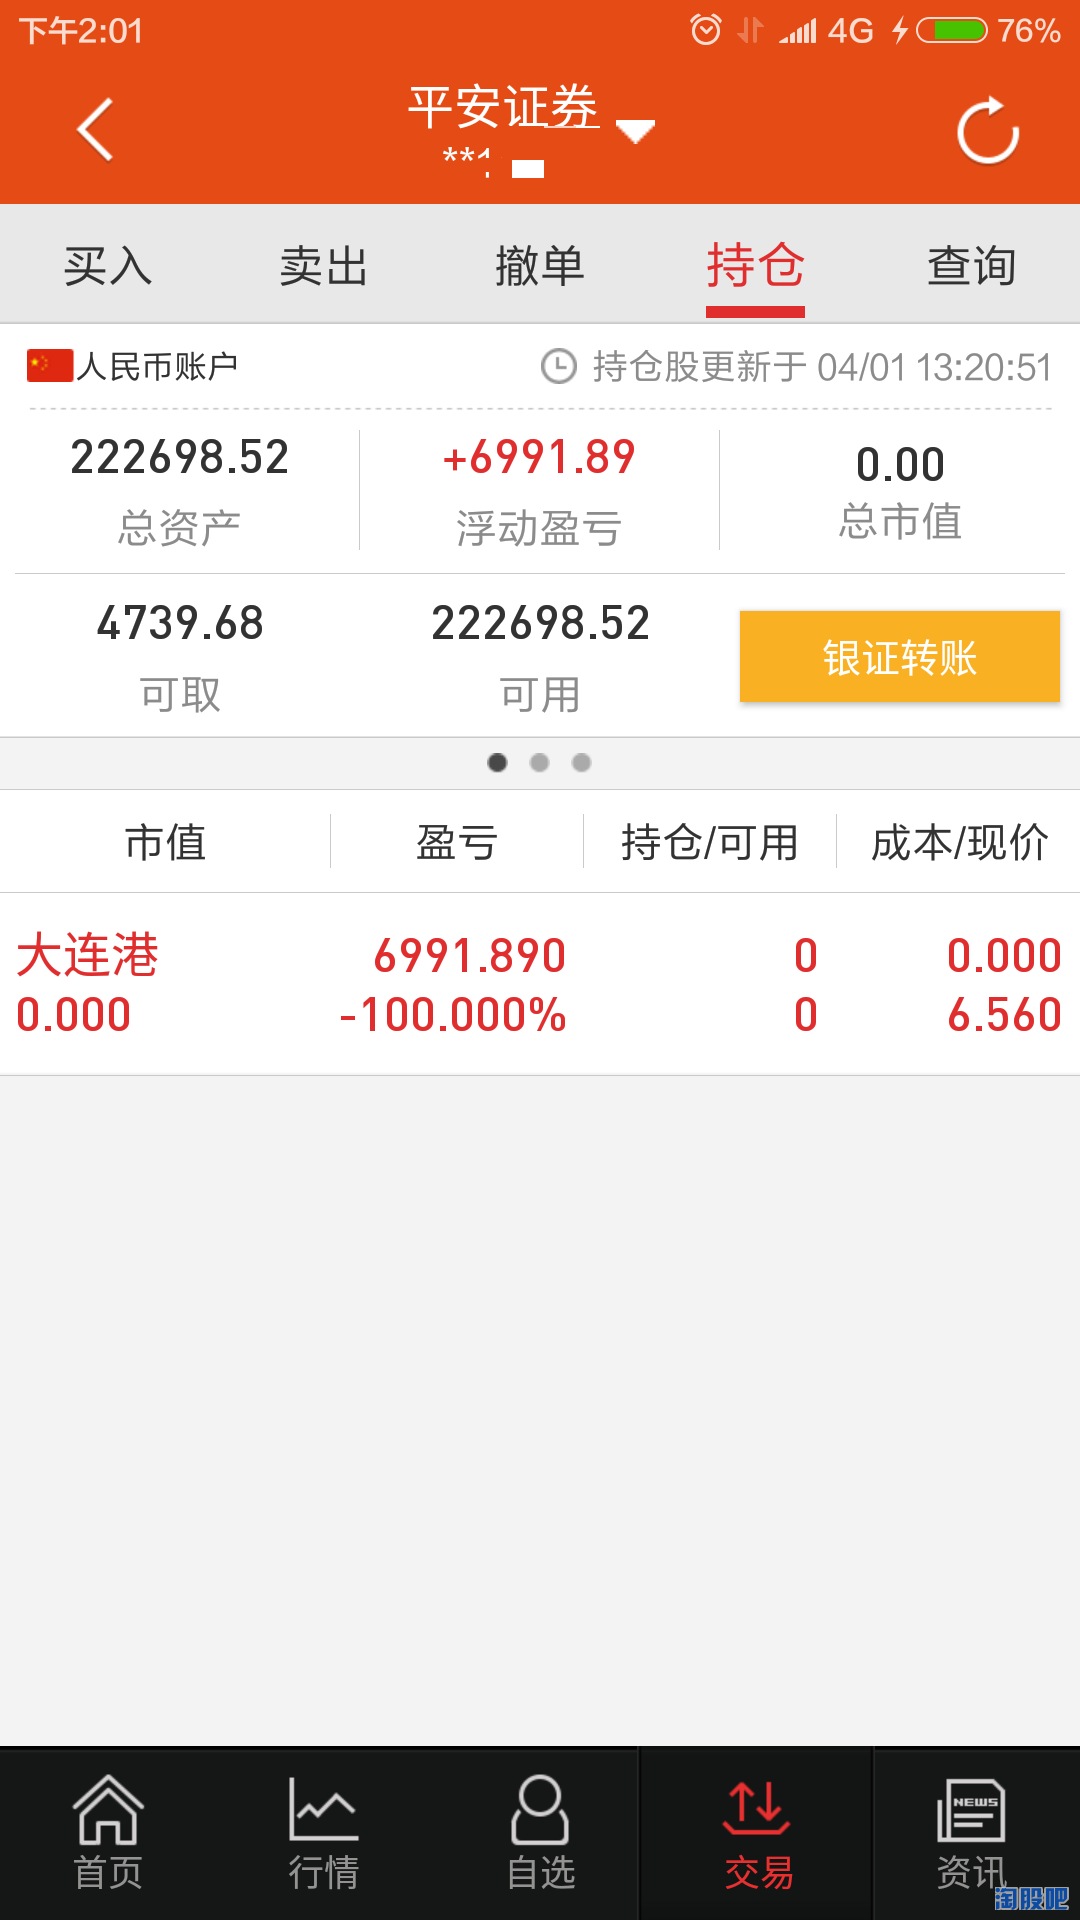 下午2:01 4G 76%
平安证券
**1
买入 卖出 撤单 持仓 查询
人民币账户 持仓股更新于 04/01 13:20:51
222698.52 +6991.89 0.00
总资产 浮动盈亏 总市值
4739.68 222698.52 银证转账
可取 可用
市值 盈亏 持仓/可用 成本/现价
大连港 6991.890 0 0.000
0.000 -100.000% 0 6.560
NEWS
首页 行情 自选 交易 资讯
淘股吧